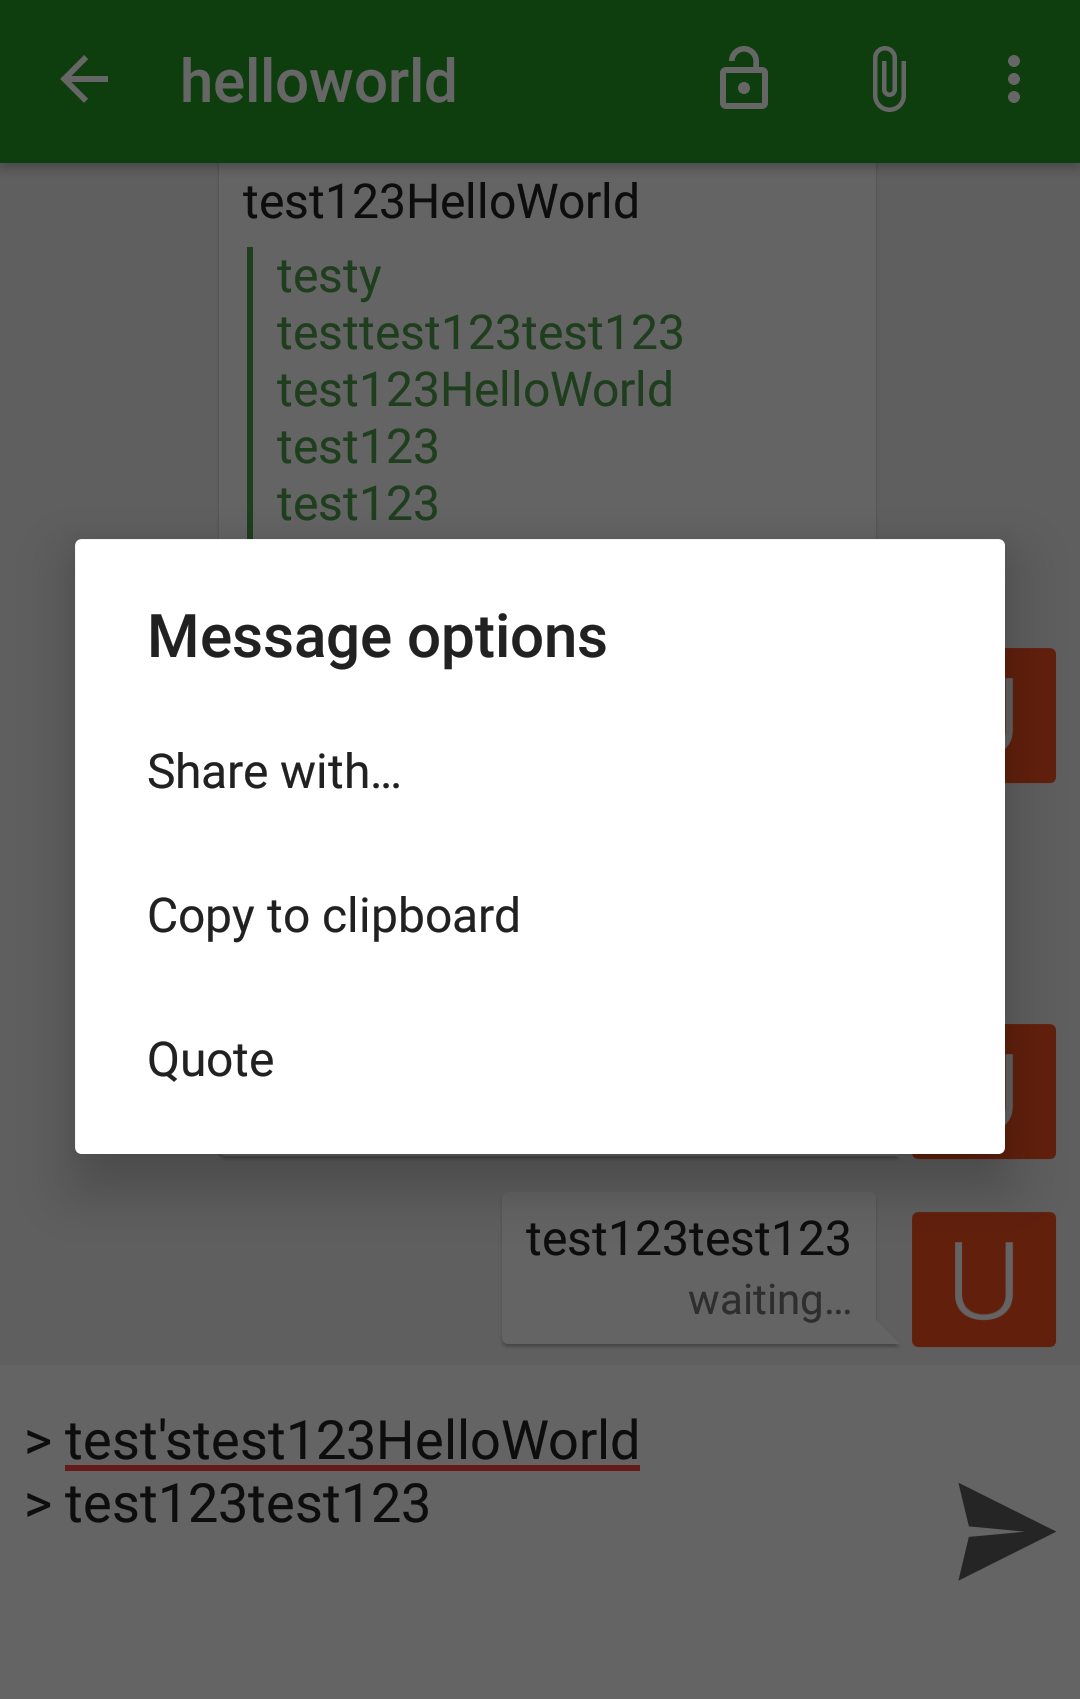 helloworld
test123HelloWorld
testy
testtest123test123
test123HelloWorld
test123
test123
Message options
Share with...
Copy to clipboard
Quote
test123test123
waiting...
U
> test'stest123HelloWorld
> test123test123